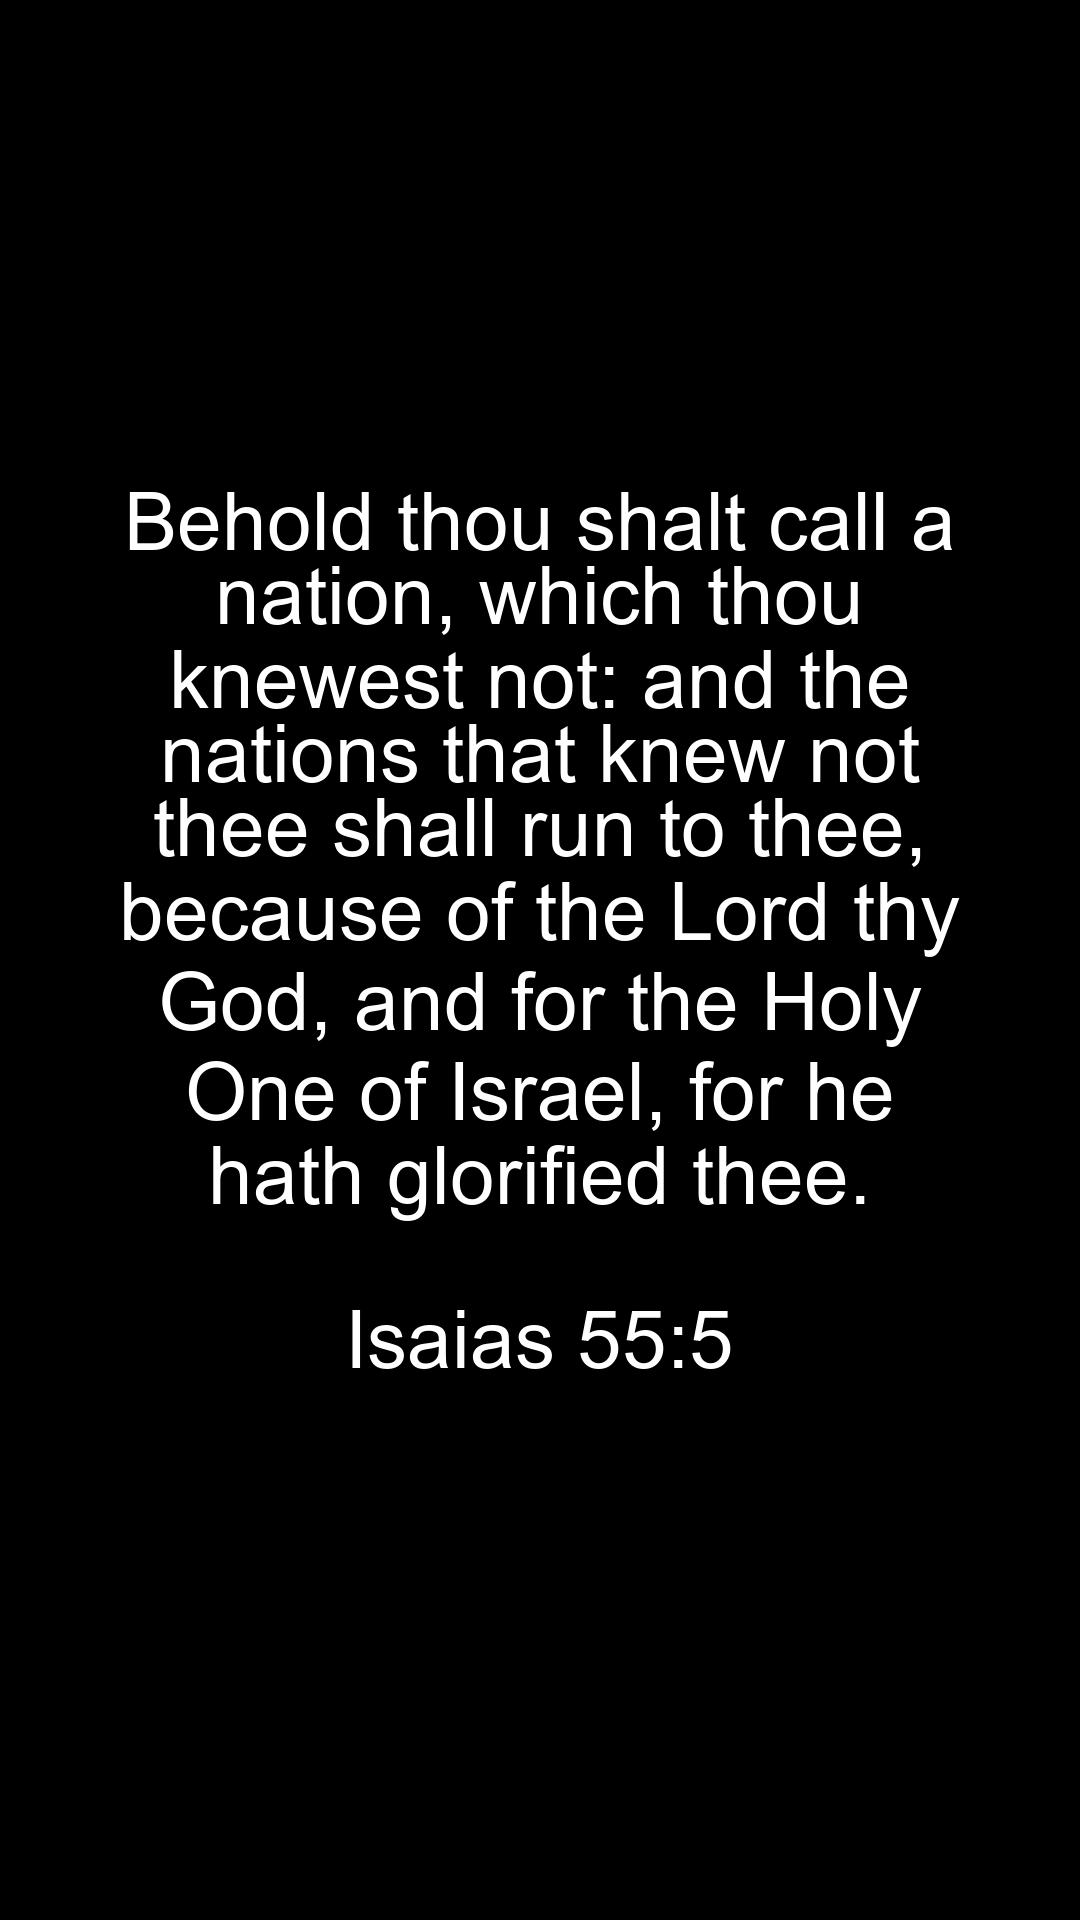 Behold thou shalt call a
nation, which thou
knewest not: and the
nations that knew not
thee shall run to thee,
because of the Lord thy
God, and for the Holy
One of Israel, for he
hath glorified thee.
Isaias 55:5